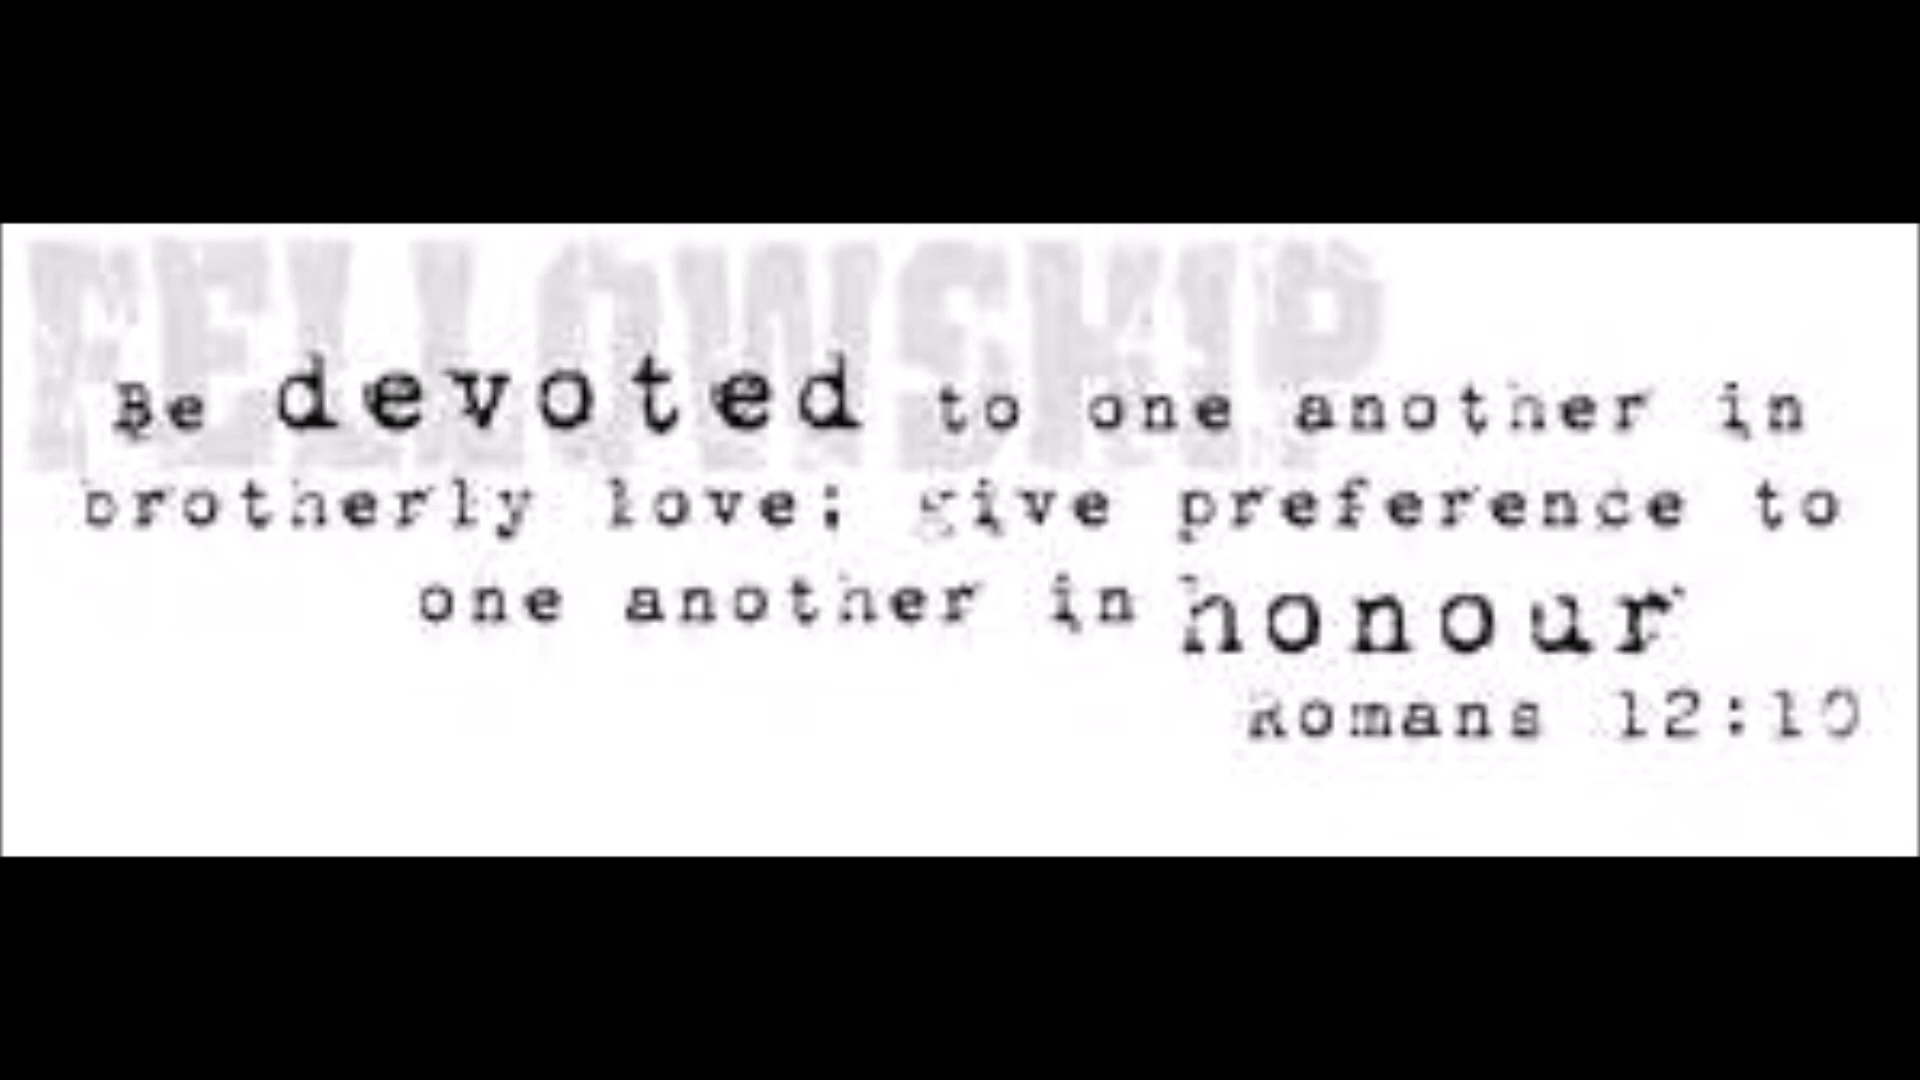 FELLOWSHIP
Be devoted to one another in
brotherly love; give preference to
one another in honour
Romans 12:10